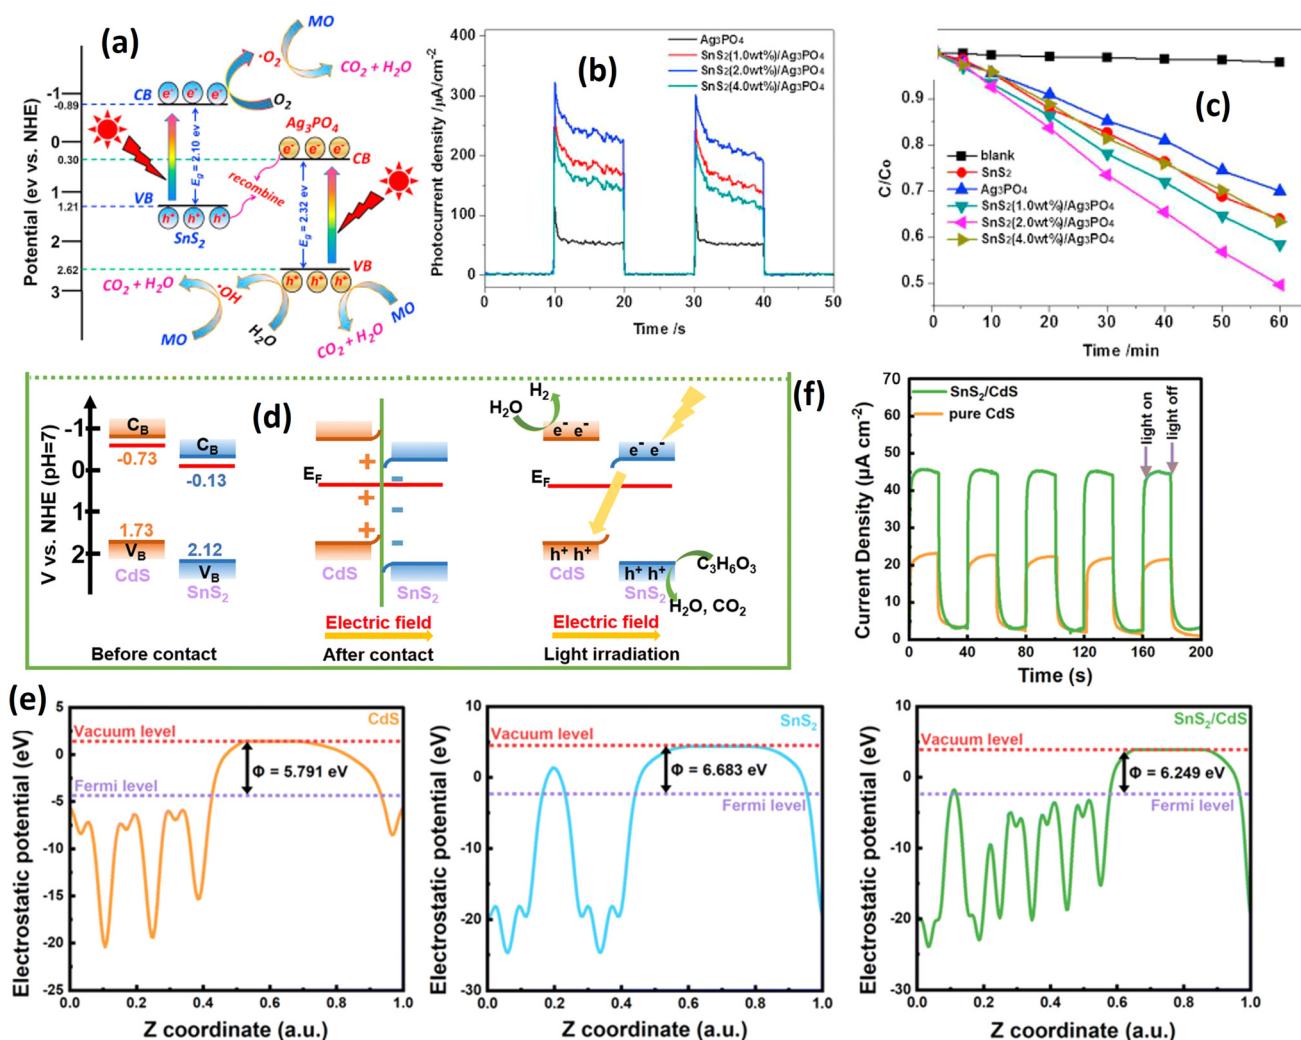 (a)
Potential (ev vs. NHE)
-1
-0.89
0
0.30
1
1.21
2
2.62
3
MO
·O₂
CO₂ + H₂O
CB
e⁻ e⁻ e⁻
O₂
Eg = 2.10 ev
Ag₃PO₄
e⁻ e⁻ e⁻
CB
recombine
VB
h⁺ h⁺ h⁺
SnS₂
Eg = 2.32 ev
VB
h⁺ h⁺ h⁺
CO₂ + H₂O
·OH
MO
H₂O
CO₂ + H₂O
MO
(b)
Photocurrent density /µA/cm⁻²
400
350
300
250
200
150
100
50
0
Ag₃PO₄
SnS₂(1.0wt%)/Ag₃PO₄
SnS₂(2.0wt%)/Ag₃PO₄
SnS₂(4.0wt%)/Ag₃PO₄
0 10 20 30 40 50
Time /s
(c)
C/Co
0.9
0.8
0.7
0.6
0.5
blank
SnS₂
Ag₃PO₄
SnS₂(1.0wt%)/Ag₃PO₄
SnS₂(2.0wt%)/Ag₃PO₄
SnS₂(4.0wt%)/Ag₃PO₄
0 10 20 30 40 50 60
Time /min
(d)
V vs. NHE (pH=7)
-1
0
1
2
CB
-0.73
CB
-0.13
1.73
VB
CdS
2.12
VB
SnS₂
Before contact
EF
+
+
+
CdS
SnS₂
Electric field
After contact
H₂O
H₂
e⁻ e⁻
e⁻ e⁻
EF
h⁺ h⁺
CdS
h⁺ h⁺
SnS₂
C₃H₆O₃
H₂O, CO₂
Electric field
Light irradiation
(f)
Current Density (µA cm⁻²)
70
60
50
40
30
20
10
0
SnS₂/CdS
pure CdS
light on
light off
0 40 80 120 160 200
Time (s)
(e)
Electrostatic potential (eV)
5
0
-5
-10
-15
-20
-25
CdS
Vacuum level
Φ = 5.791 eV
Fermi level
0.0 0.2 0.4 0.6 0.8 1.0
Z coordinate (a.u.)
Electrostatic potential (eV)
10
0
-10
-20
-30
SnS₂
Vacuum level
Φ = 6.683 eV
Fermi level
0.0 0.2 0.4 0.6 0.8 1.0
Z coordinate (a.u.)
Electrostatic potential (eV)
10
0
-10
-20
-30
SnS₂/CdS
Vacuum level
Φ = 6.249 eV
Fermi level
0.0 0.2 0.4 0.6 0.8 1.0
Z coordinate (a.u.)